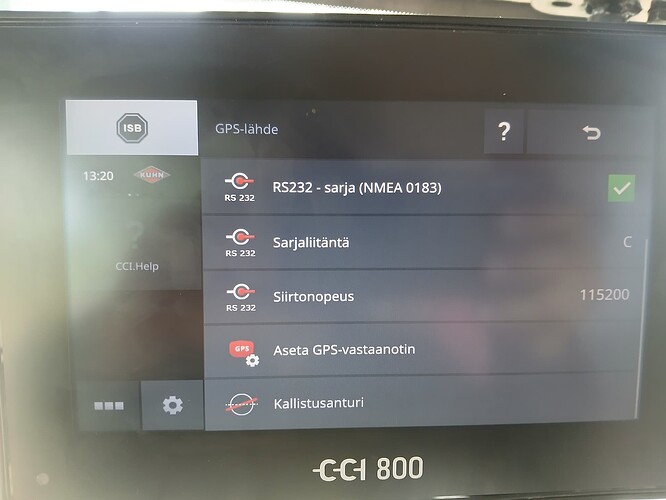 ISB
GPS-lähde
?
13:20
KUHN
RS 232
RS232 - sarja (NMEA 0183)
RS 232
Sarjaliitäntä
C
CCI.Help
RS 232
Siirtonopeus
115200
GPS
Aseta GPS-vastaanotin
Kallistusanturi
CCI 800